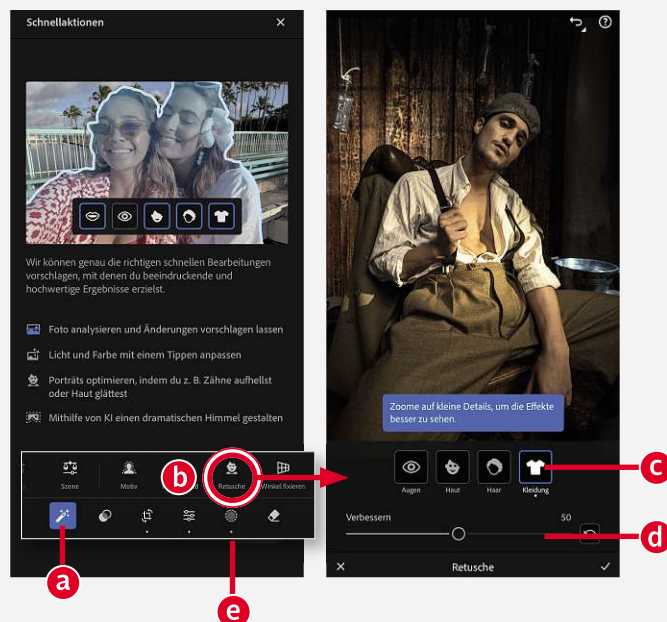 Schnellaktionen
Wir können genau die richtigen schnellen Bearbeitungen
vorschlagen, mit denen du beeindruckende und
hochwertige Ergebnisse erzielst.
Foto analysieren und Änderungen vorschlagen lassen
Licht und Farbe mit einem Tippen anpassen
Porträts optimieren, indem du z. B. Zähne aufhellst
oder Haut glättest
Mithilfe von KI einen dramatischen Himmel gestalten
b
Szene
Motiv
Retusche
Winkel fixieren
a
e
Zoome auf kleine Details, um die Effekte
besser zu sehen.
c
Augen
Haut
Haar
Kleidung
Verbessern
50
d
Retusche